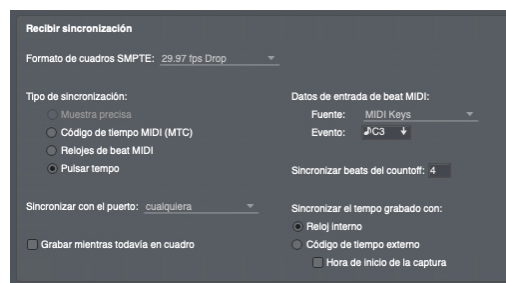 Recibir sincronización
Formato de cuadros SMPTE: 29.97 fps Drop
Tipo de sincronización:
Muestra precisa
Código de tiempo MIDI (MTC)
Relojes de beat MIDI
Pulsar tempo
Sincronizar con el puerto: cualquiera
Grabar mientras todavía en cuadro
Datos de entrada de beat MIDI:
Fuente: MIDI Keys
Evento: C3
Sincronizar beats del countoff: 4
Sincronizar el tempo grabado con:
Reloj interno
Código de tiempo externo
Hora de inicio de la captura